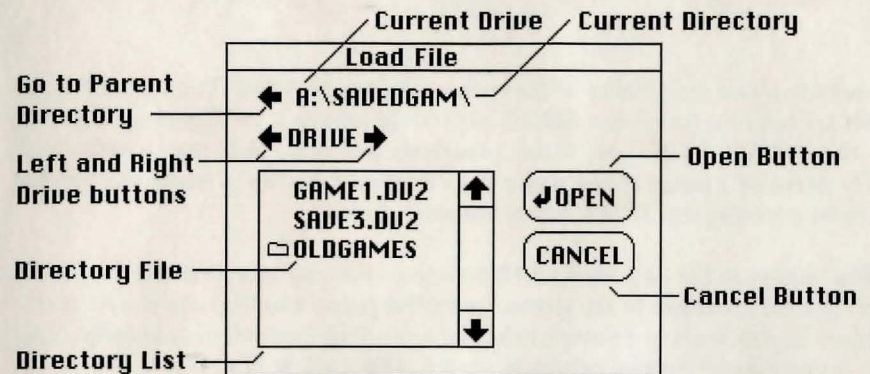 Current Drive
Current Directory
Load File
Go to Parent
Directory
A:\SAVEDGAM\
DRIVE
Left and Right
Drive buttons
Open Button
GAME1.DV2
SAVE3.DV2
OLDGAMES
OPEN
CANCEL
Directory File
Cancel Button
Directory List